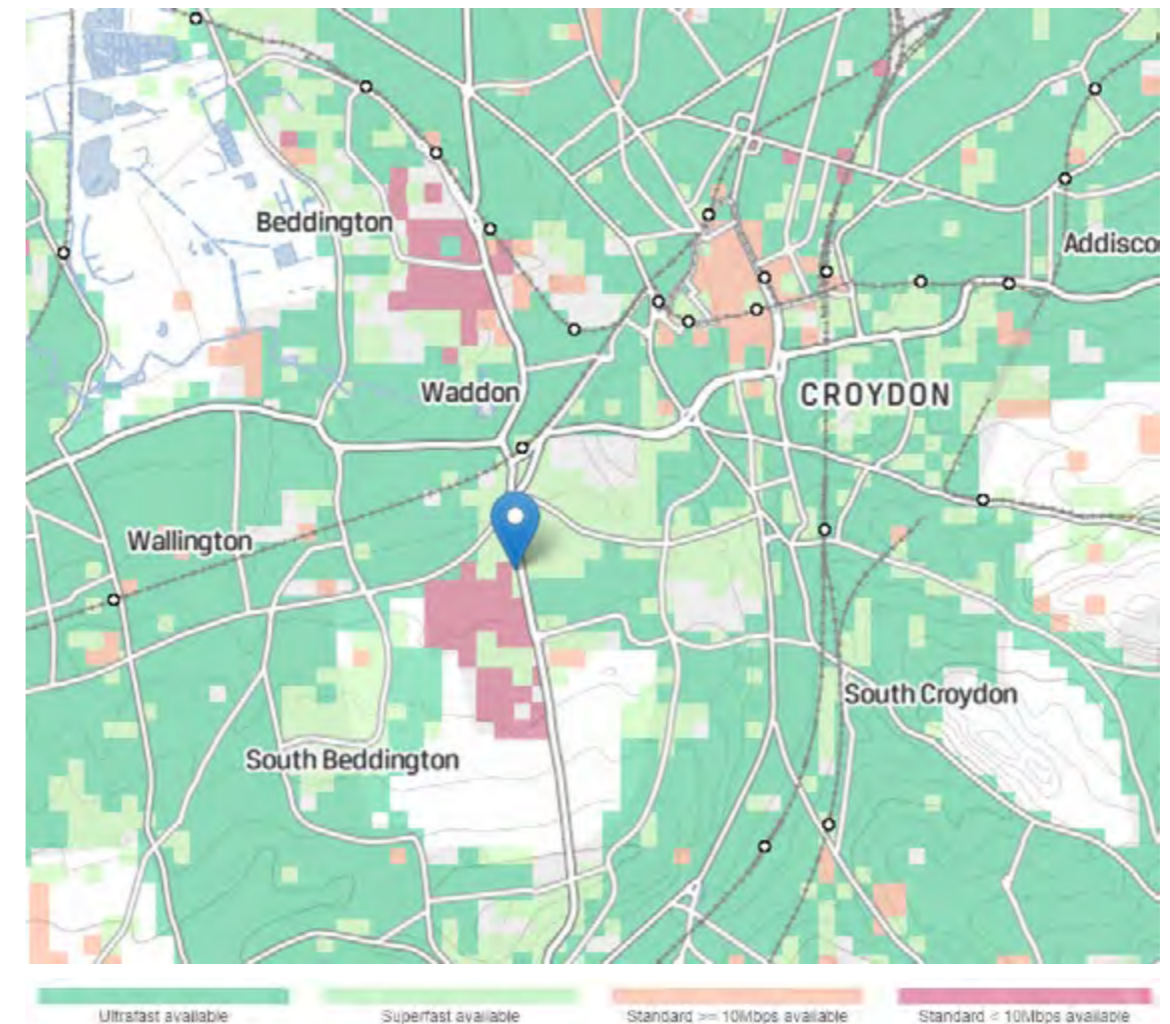 Beddington
Addisco
Waddon
CROYDON
Wallington
South Croydon
South Beddington
Ultrafast available
Superfast available
Standard >= 10Mbps available
Standard < 10Mbps available